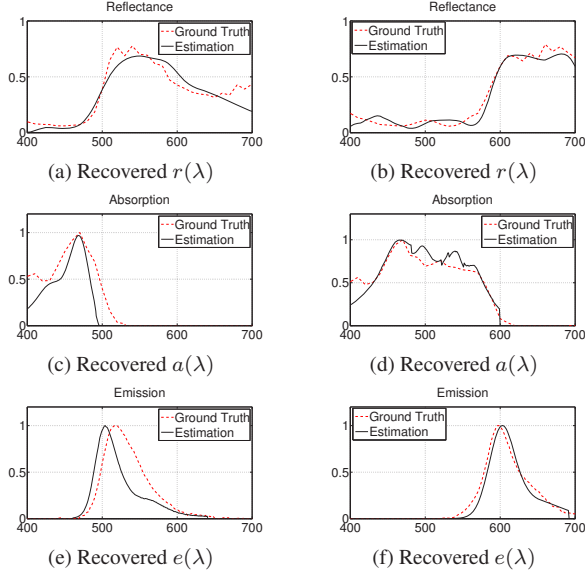 Reflectance
Ground Truth
Estimation
1
0.5
0
400 500 600 700
(a) Recovered r(λ)
Reflectance
Ground Truth
Estimation
1
0.5
0
400 500 600 700
(b) Recovered r(λ)
Absorption
Ground Truth
Estimation
1
0.5
0
400 500 600 700
(c) Recovered a(λ)
Absorption
Ground Truth
Estimation
1
0.5
0
400 500 600 700
(d) Recovered a(λ)
Emission
Ground Truth
Estimation
1
0.5
0
400 500 600 700
(e) Recovered e(λ)
Emission
Ground Truth
Estimation
1
0.5
0
400 500 600 700
(f) Recovered e(λ)